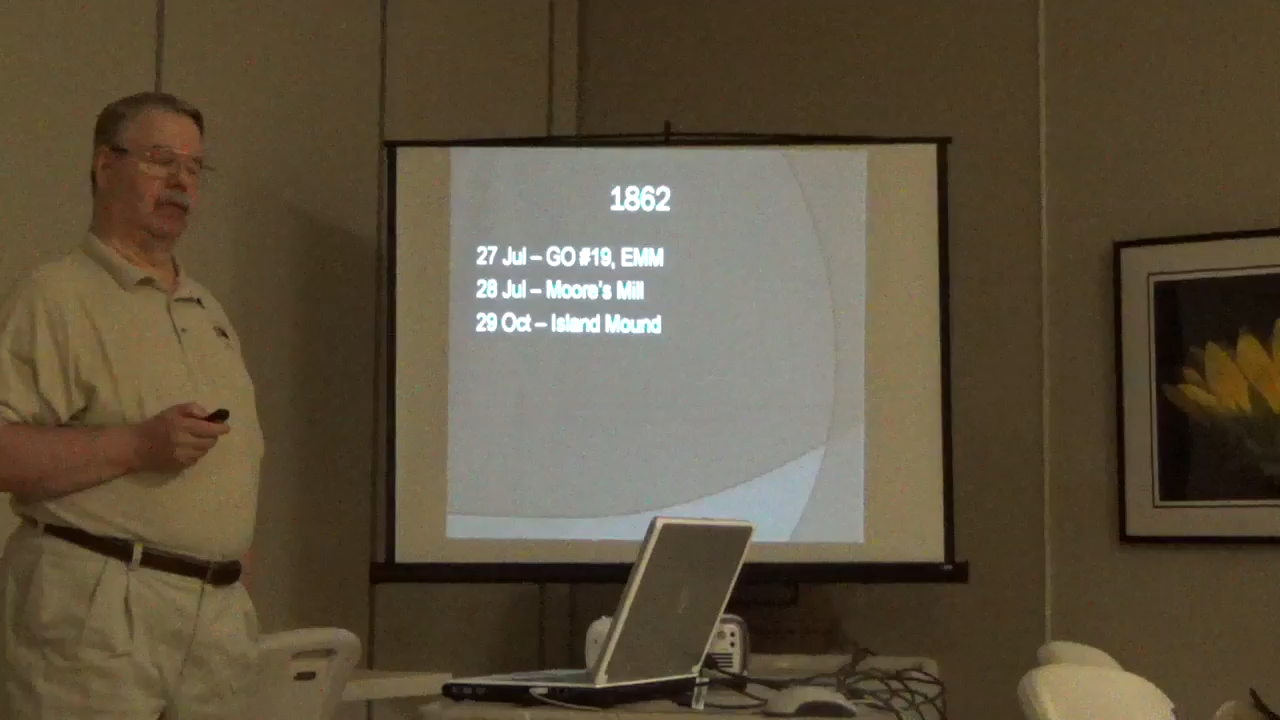 1862
27 Jul – GO #19, EMM
28 Jul – Moore's Mill
29 Oct – Island Mound